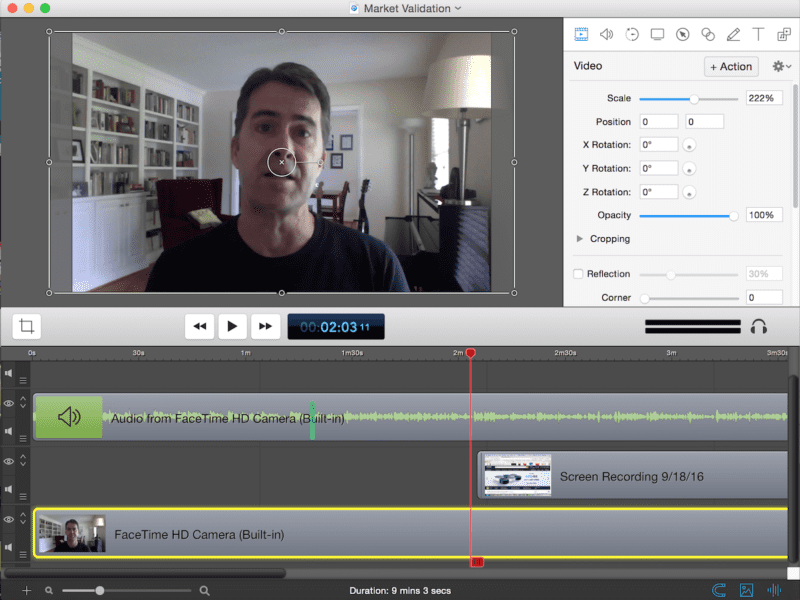 Market Validation
Video
+ Action
Scale
222%
Position
0
0
X Rotation:
0°
Y Rotation:
0°
Z Rotation:
0°
Opacity
100%
Cropping
Reflection
30%
Corner
0
00:02:03 11
0s
30s
1m
1m30s
2m
2m30s
3m
3m30s
Audio from FaceTime HD Camera (Built-in)
Screen Recording 9/18/16
FaceTime HD Camera (Built-in)
Duration: 9 mins 3 secs